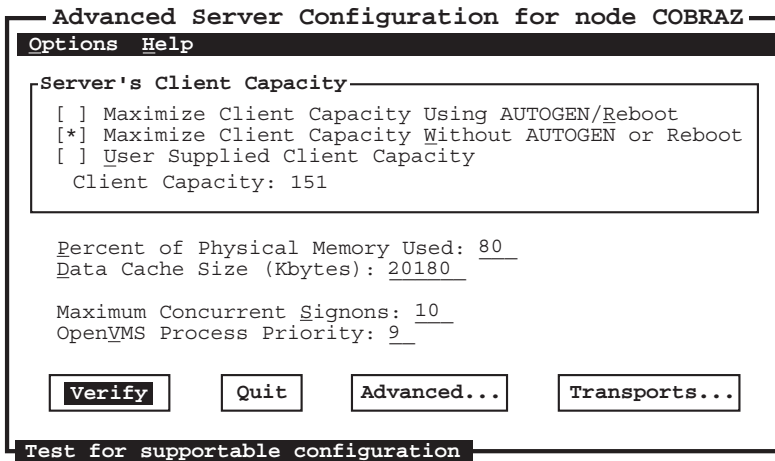 Advanced Server Configuration for node COBRAZ
Options Help
Server's Client Capacity
[ ] Maximize Client Capacity Using AUTOGEN/Reboot
[*] Maximize Client Capacity Without AUTOGEN or Reboot
[ ] User Supplied Client Capacity
Client Capacity: 151
Percent of Physical Memory Used: 80
Data Cache Size (Kbytes): 20180
Maximum Concurrent Signons: 10
OpenVMS Process Priority: 9
Verify Quit Advanced... Transports...
Test for supportable configuration